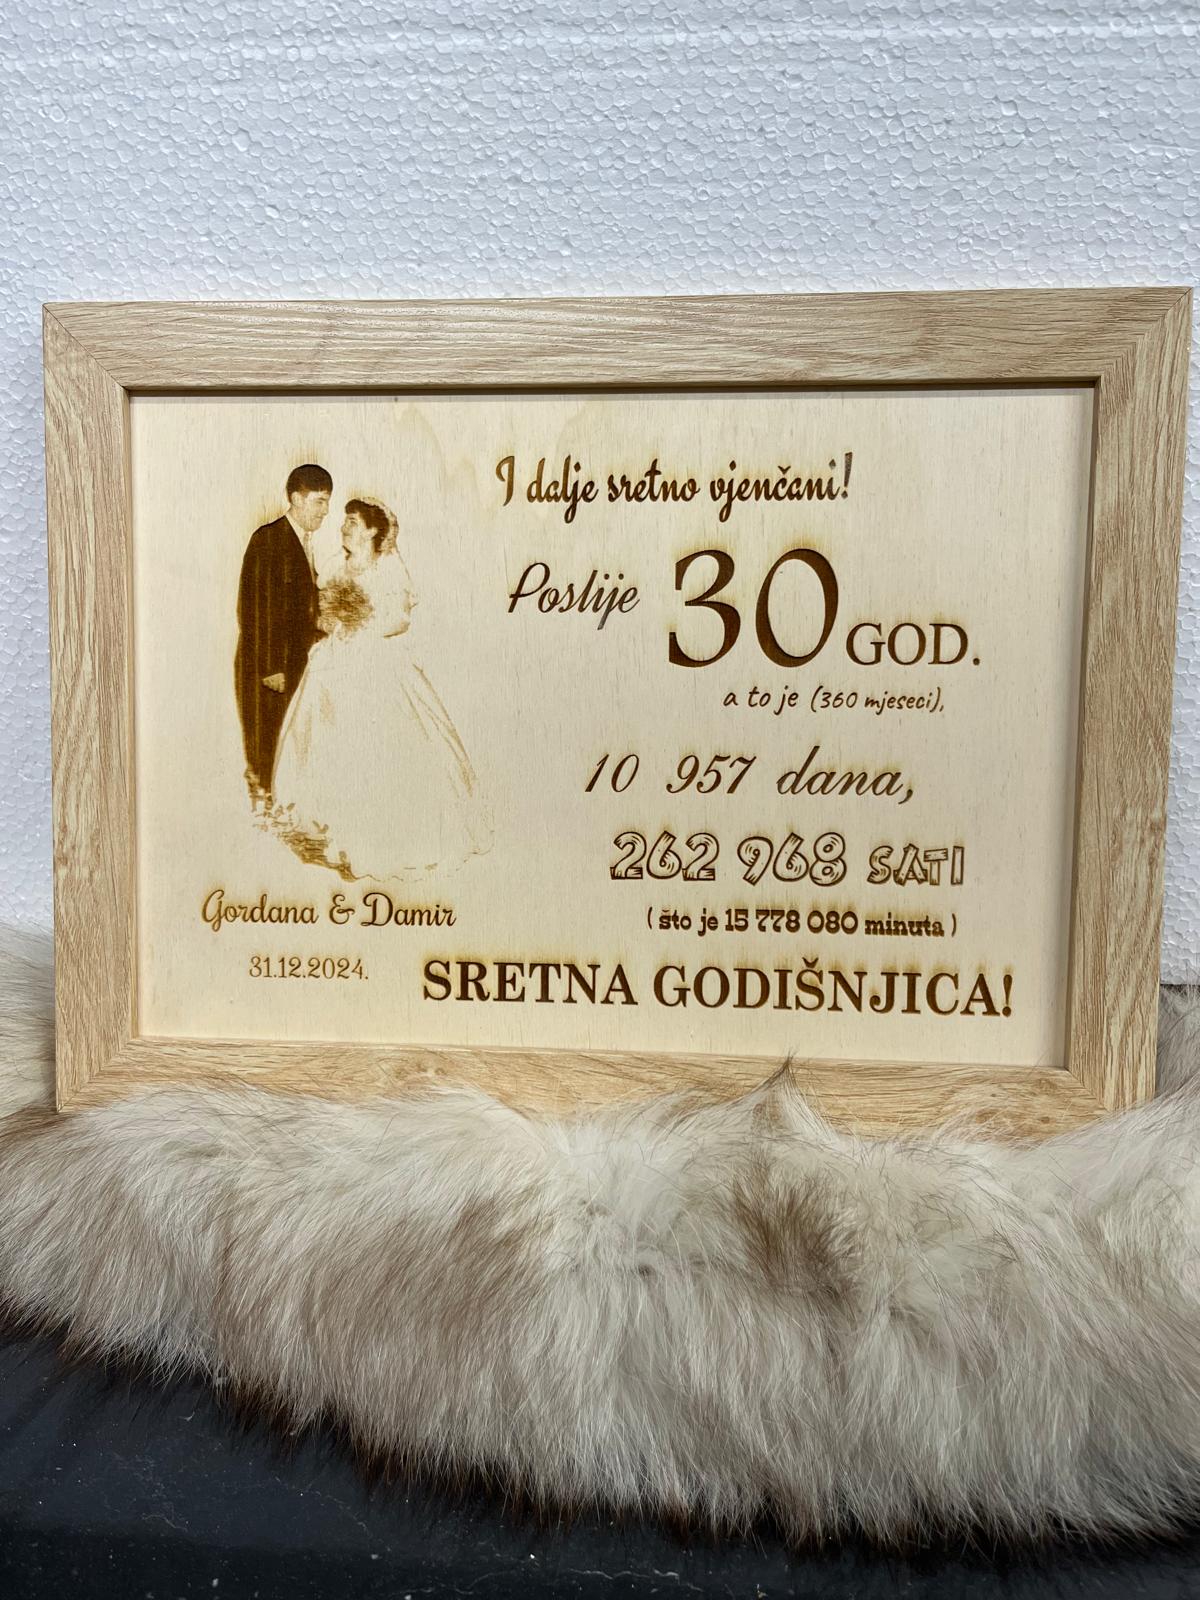 I dalje sretno vjenčani!
Poslije 30 GOD.
a to je (360 mjeseci),
10 957 dana,
262 968 SATI
( što je 15 778 080 minuta )
Gordana & Damir
31.12.2024.
SRETNA GODIŠNJICA!